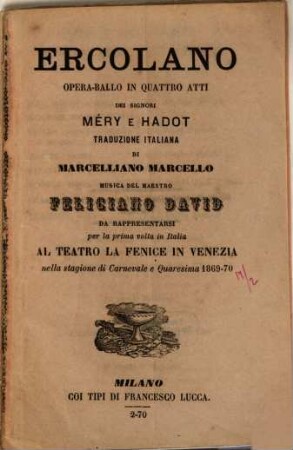 ERCOLANO
OPERA-BALLO IN QUATTRO ATTI
DEI SIGNORI
MÉRY E HADOT
TRADUZIONE ITALIANA
DI
MARCELLIANO MARCELLO
MUSICA DEL MAESTRO
FELICIANO DAVID
DA RAPPRESENTARSI
per la prima volta in Italia
AL TEATRO LA FENICE IN VENEZIA
nella stagione di Carnevale e Quaresima 1869-70
MILANO
COI TIPI DI FRANCESCO LUCCA.
2-70